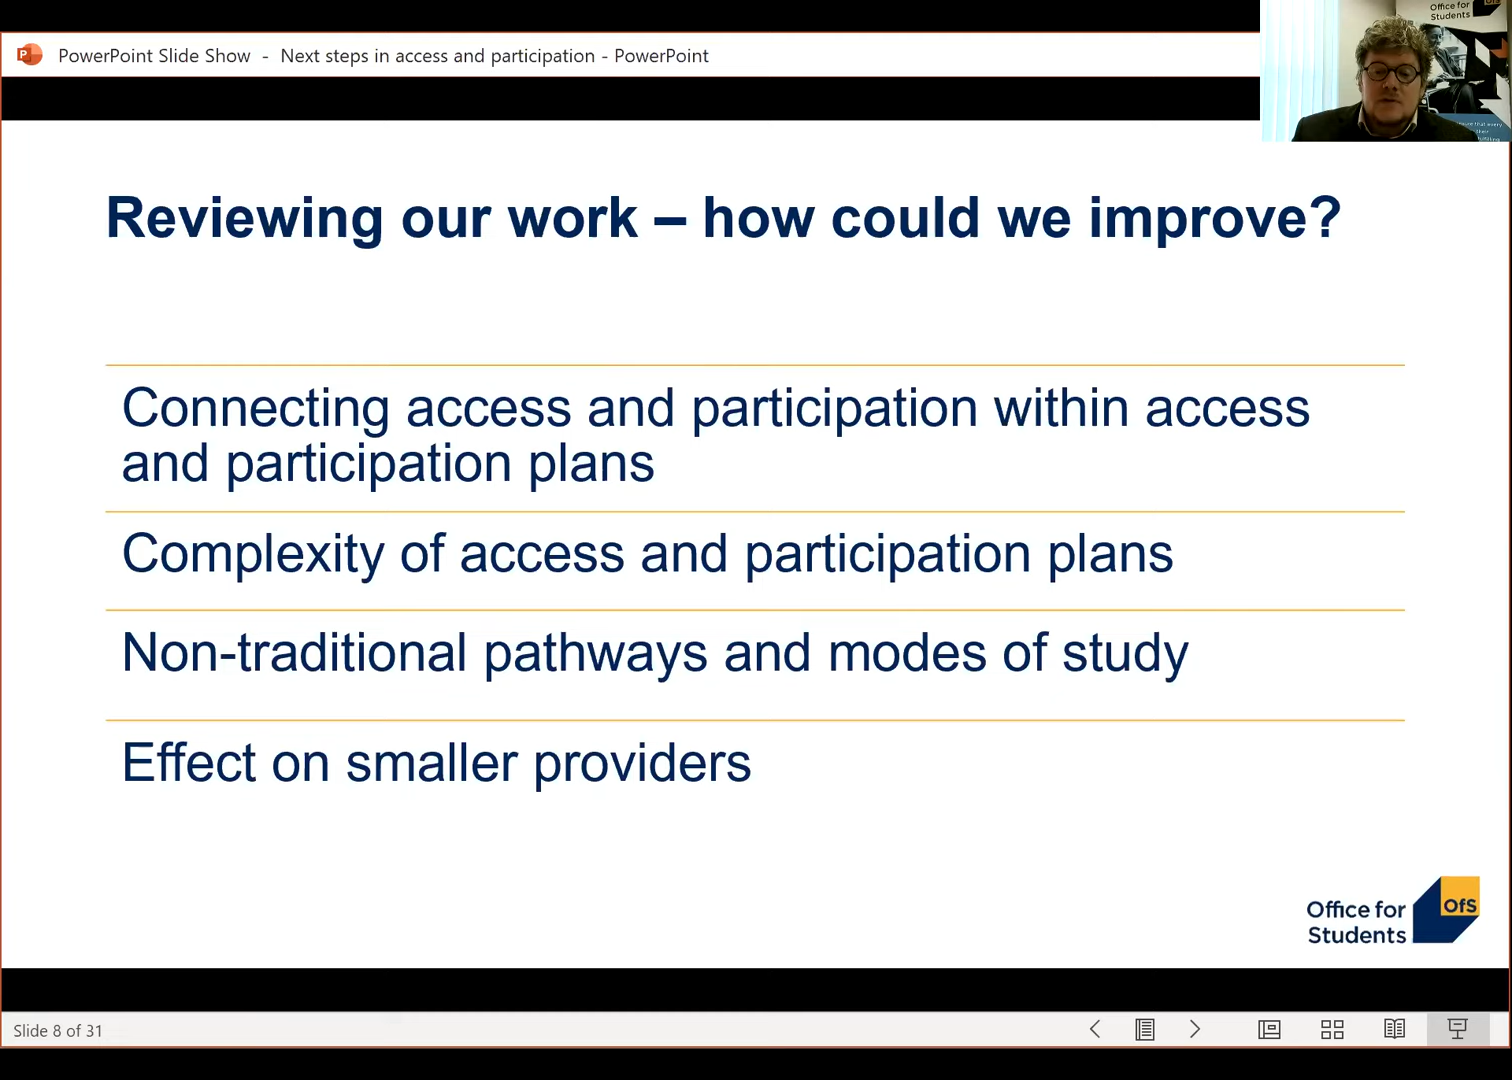 PowerPoint Slide Show - Next steps in access and participation - PowerPoint
Office for
Students
Reviewing our work – how could we improve?
Connecting access and participation within access
and participation plans
Complexity of access and participation plans
Non-traditional pathways and modes of study
Effect on smaller providers
Office for
Students
OfS
Slide 8 of 31